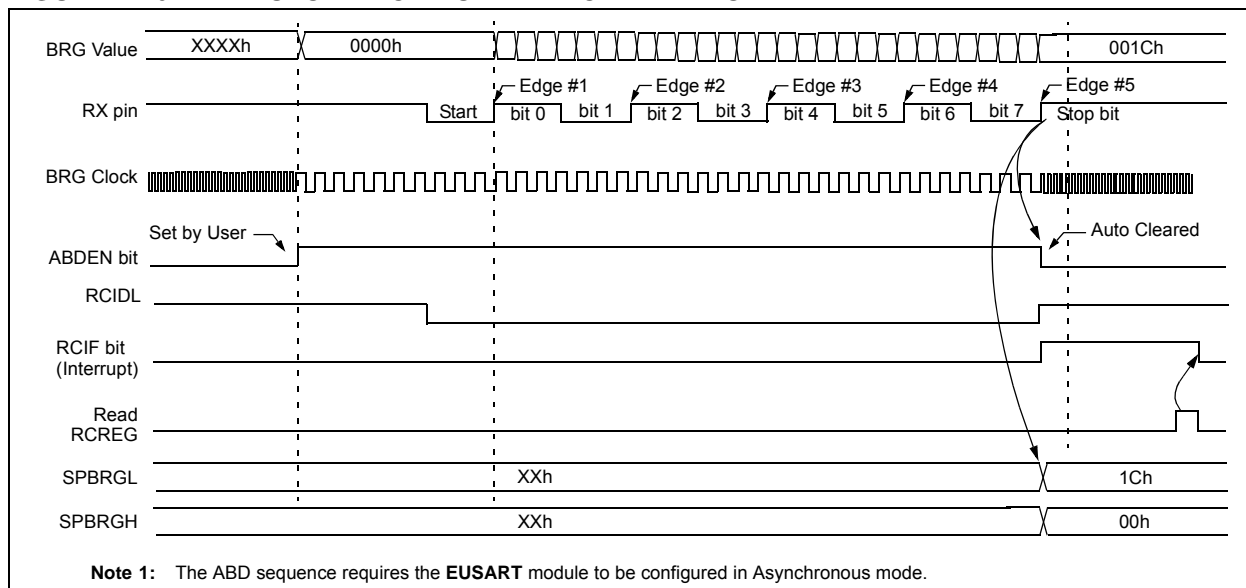 BRG Value XXXXh 0000h 001Ch
Edge #1 Edge #2 Edge #3 Edge #4 Edge #5
RX pin Start bit 0 bit 1 bit 2 bit 3 bit 4 bit 5 bit 6 bit 7 Stop bit
BRG Clock
Set by User Auto Cleared
ABDEN bit
RCIDL
RCIF bit
(Interrupt)
Read
RCREG
SPBRGL XXh 1Ch
SPBRGH XXh 00h
Note 1: The ABD sequence requires the EUSART module to be configured in Asynchronous mode.